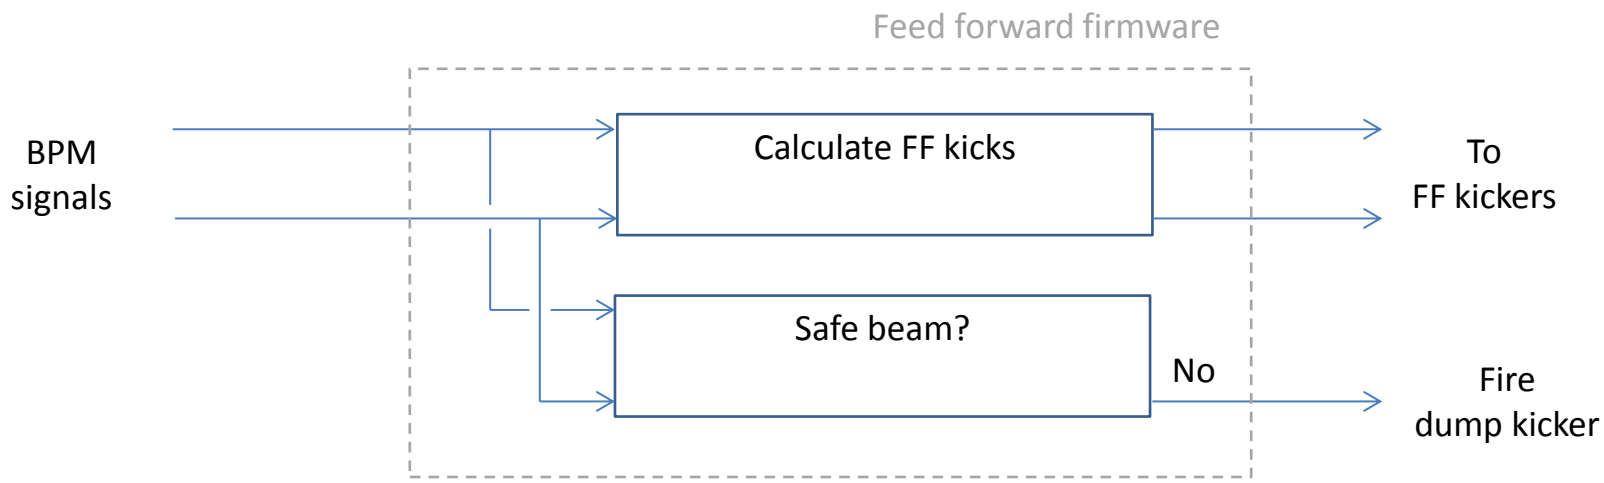 Feed forward firmware
BPM
signals
Calculate FF kicks
To
FF kickers
Safe beam?
No
Fire
dump kicker